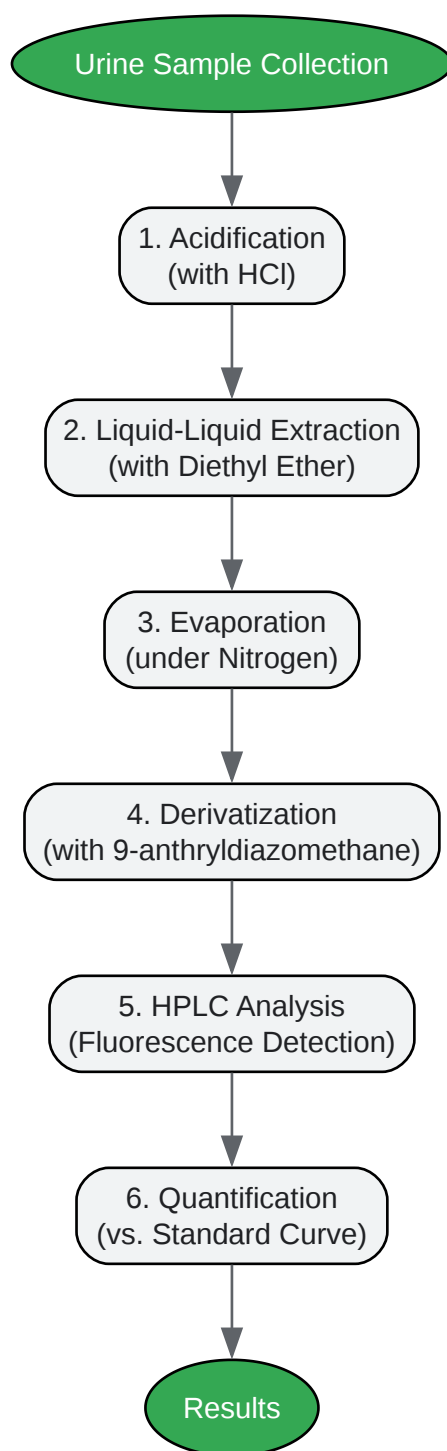 Urine Sample Collection
1. Acidification
(with HCl)
2. Liquid-Liquid Extraction
(with Diethyl Ether)
3. Evaporation
(under Nitrogen)
4. Derivatization
(with 9-anthryldiazomethane)
5. HPLC Analysis
(Fluorescence Detection)
6. Quantification
(vs. Standard Curve)
Results